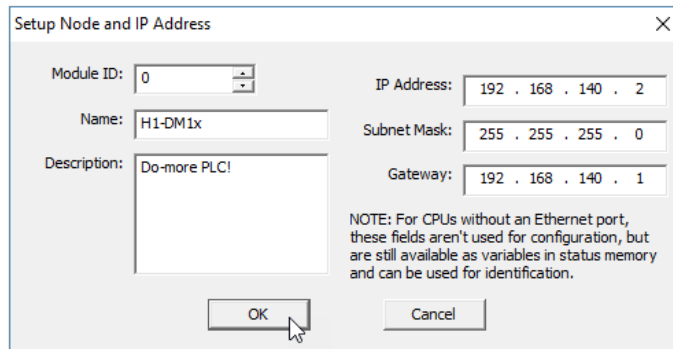 Setup Node and IP Address
Module ID: 0
IP Address: 192 . 168 . 140 . 2
Name: H1-DM1x
Subnet Mask: 255 . 255 . 255 . 0
Description: Do-more PLC!
Gateway: 192 . 168 . 140 . 1
NOTE: For CPUs without an Ethernet port,
these fields aren't used for configuration, but
are still available as variables in status memory
and can be used for identification.
OK
Cancel